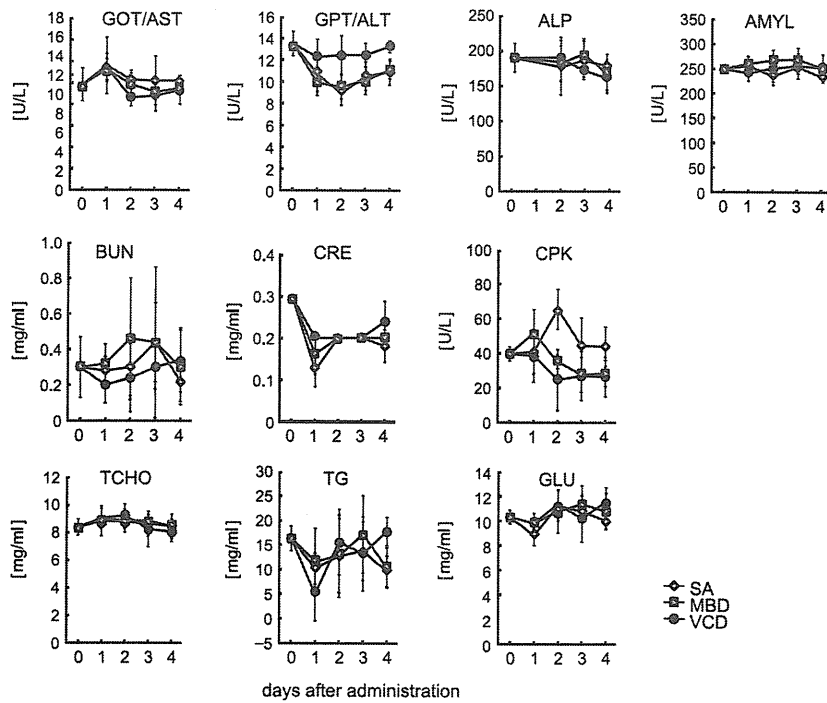 GOT/AST
[U/L]
18
16
14
12
10
8
6
4
2
0
0 1 2 3 4
GPT/ALT
[U/L]
16
14
12
10
8
6
4
2
0
0 1 2 3 4
ALP
[U/L]
250
200
150
100
50
0
0 1 2 3 4
AMYL
[U/L]
350
300
250
200
150
100
50
0
0 1 2 3 4
BUN
[mg/ml]
1.0
0.8
0.6
0.4
0.2
0
0 1 2 3 4
CRE
[mg/ml]
0.4
0.3
0.2
0.1
0
0 1 2 3 4
CPK
[U/L]
100
80
60
40
20
0
0 1 2 3 4
TCHO
[mg/ml]
12
10
8
6
4
2
0
0 1 2 3 4
TG
[mg/ml]
30
25
20
15
10
5
0
−5
0 1 2 3 4
GLU
[mg/ml]
14
12
10
8
6
4
2
0
0 1 2 3 4
SA
MBD
VCD
days after administration